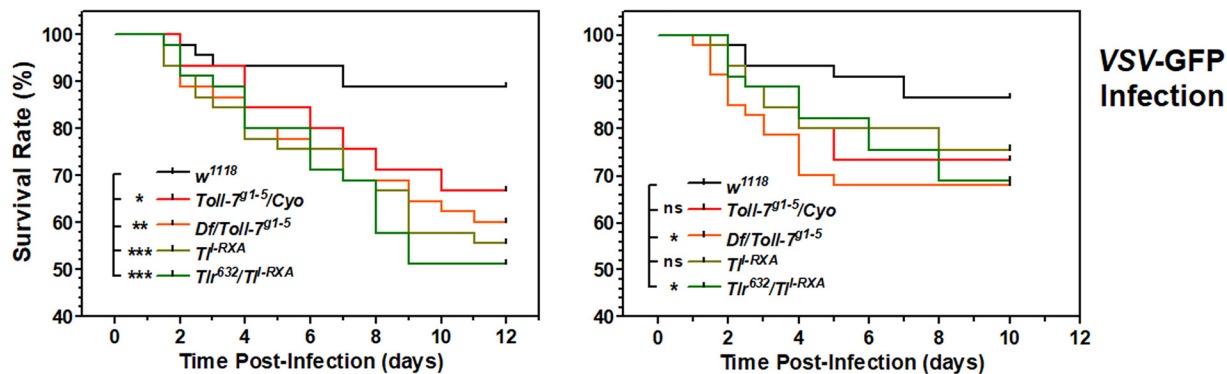 Survival Rate (%)
100
90
80
70
60
50
40
0 2 4 6 8 10 12
Time Post-Infection (days)
w1118
* Toll-7g1-5/Cyo
** Df/Toll-7g1-5
*** Tll-RXA
*** Tlr632/Tll-RXA
100
90
80
70
60
50
40
0 2 4 6 8 10 12
Time Post-Infection (days)
w1118
ns Toll-7g1-5/Cyo
* Df/Toll-7g1-5
ns Tll-RXA
* Tlr632/Tll-RXA
VSV-GFP
Infection